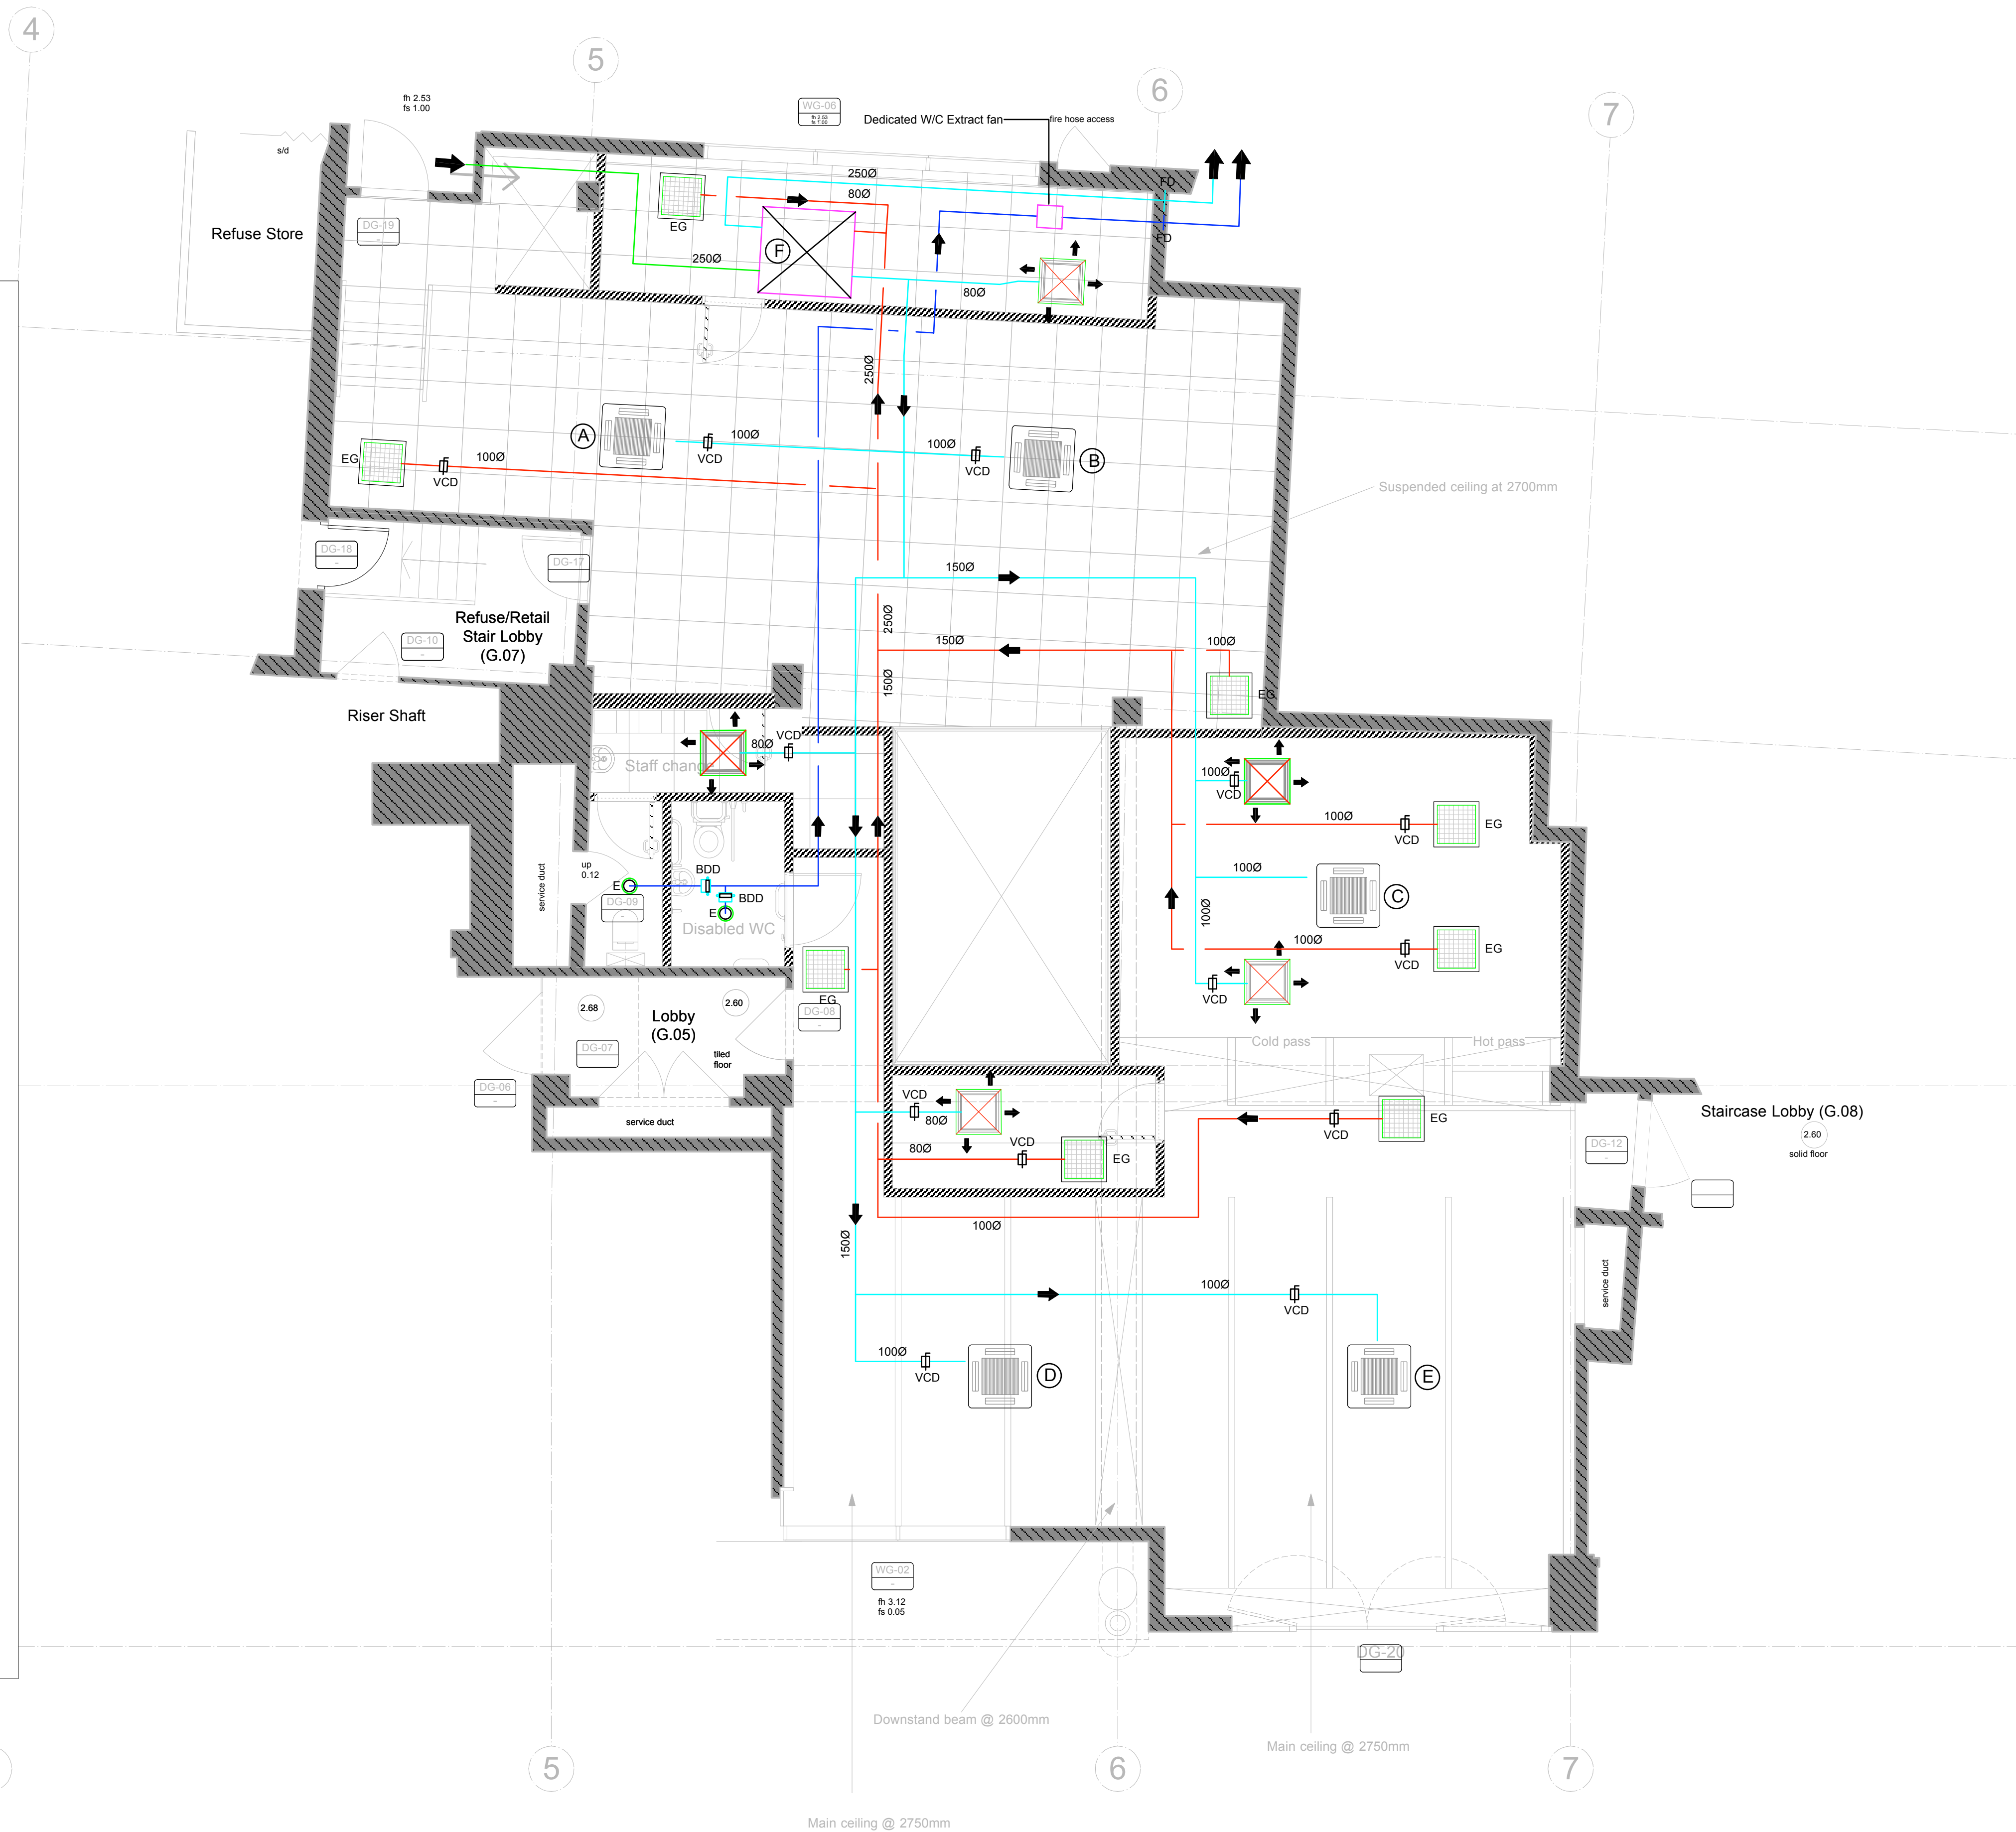 4
5
6
7
fh 2.53
fs 1.00
WG-06
fh 2.53
fs 1.00
Dedicated W/C Extract fan
fire hose access
s/d
Refuse Store
DG-19
-
EG
250Ø
80Ø
FD
FD
F
250Ø
80Ø
250Ø
A
100Ø
VCD
100Ø
VCD
B
EG
100Ø
VCD
Suspended ceiling at 2700mm
DG-18
-
DG-17
150Ø
Refuse/Retail
Stair Lobby
(G.07)
DG-10
-
250Ø
150Ø
100Ø
150Ø
EG
Riser Shaft
80Ø
VCD
Staff change
100Ø
VCD
100Ø
VCD
EG
service duct
up
0.12
E
DG-09
-
BDD
BDD
E
Disabled WC
100Ø
C
100Ø
100Ø
VCD
EG
VCD
EG
DG-08
-
2.68
2.60
Lobby
(G.05)
DG-07
tiled
floor
DG-06
-
service duct
Cold pass
Hot pass
VCD
80Ø
VCD
80Ø
EG
VCD
EG
Staircase Lobby (G.08)
2.60
solid floor
DG-12
-
100Ø
150Ø
100Ø
VCD
service duct
100Ø
VCD
D
E
WG-02
-
fh 3.12
fs 0.05
DG-20
Downstand beam @ 2600mm
Main ceiling @ 2750mm
5
6
7
Main ceiling @ 2750mm